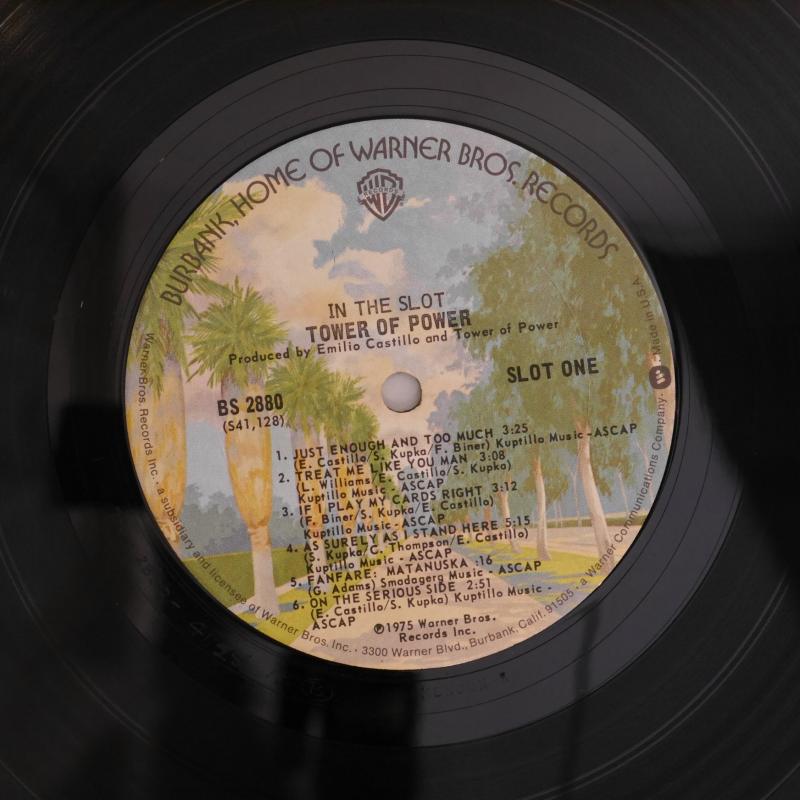 BURBANK, HOME OF WARNER BROS. RECORDS
WB
RECORDS
IN THE SLOT
TOWER OF POWER
Produced by Emilio Castillo and Tower of Power
SLOT ONE
BS 2880
(S41,128)
1. JUST ENOUGH AND TOO MUCH 3:25
(E. Castillo/S. Kupka/F. Biner) Kuptillo Music - ASCAP
2. TREAT ME LIKE YOUR MAN 3:08
(L. Williams/E. Castillo/S. Kupka)
Kuptillo Music - ASCAP
3. IF I PLAY MY CARDS RIGHT 3:12
(F. Biner/S. Kupka/E. Castillo)
Kuptillo Music - ASCAP
4. AS SURELY AS I STAND HERE 5:15
(S. Kupka/C. Thompson/E. Castillo)
Kuptillo Music - ASCAP
5. FANFARE: MATANUSKA :16
(G. Adams) Smodagerg Music - ASCAP
6. ON THE SERIOUS SIDE 2:51
(E. Castillo/S. Kupka) Kuptillo Music -
ASCAP
℗1975 Warner Bros.
Records Inc.
Warner Bros. Records Inc. · a subsidiary and licensee of Warner Bros. Inc. · 3300 Warner Blvd., Burbank, Calif. 91505 · a Warner Communications Company · Made in U.S.A.